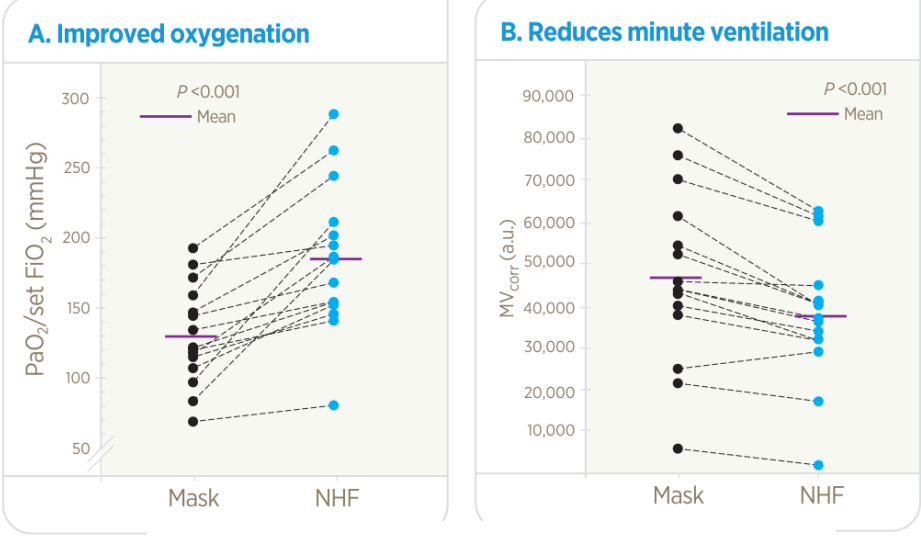 A. Improved oxygenation
P <0.001
Mean
300
250
200
150
100
50
PaO₂/set FiO₂ (mmHg)
Mask
NHF
B. Reduces minute ventilation
P <0.001
Mean
90,000
80,000
70,000
60,000
50,000
40,000
30,000
20,000
10,000
MVcorr (a.u.)
Mask
NHF